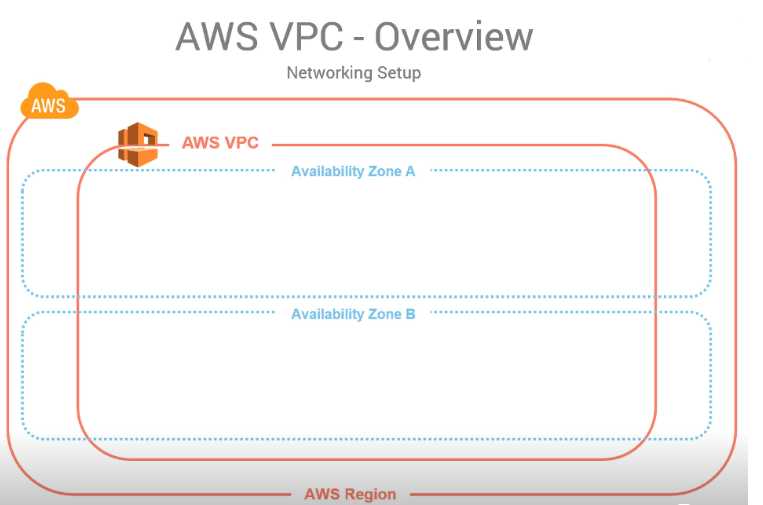 AWS VPC - Overview
Networking Setup
AWS
AWS VPC
Availability Zone A
Availability Zone B
AWS Region